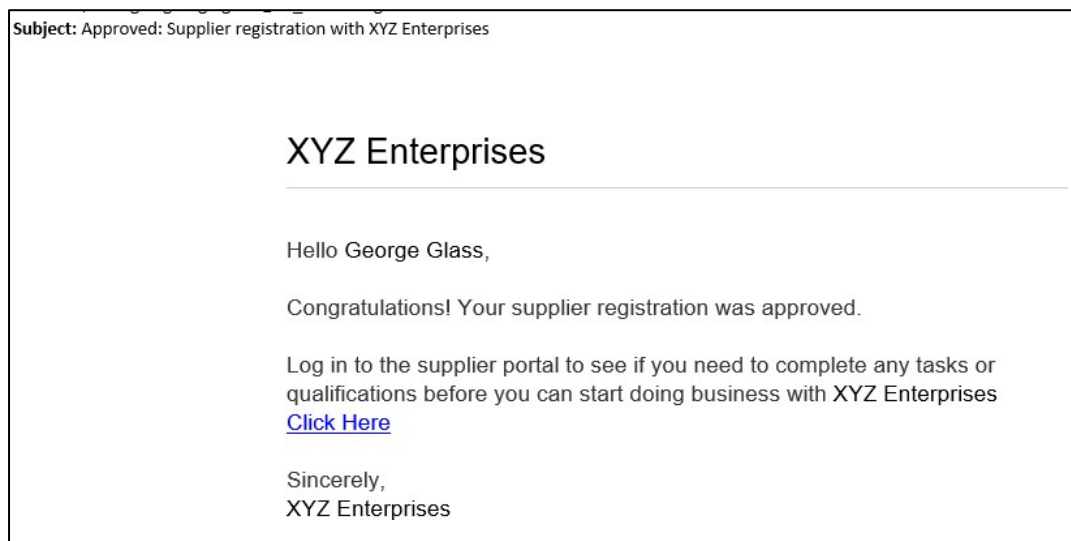 Subject: Approved: Supplier registration with XYZ Enterprises
XYZ Enterprises
Hello George Glass,
Congratulations! Your supplier registration was approved.
Log in to the supplier portal to see if you need to complete any tasks or
qualifications before you can start doing business with XYZ Enterprises
Click Here
Sincerely,
XYZ Enterprises